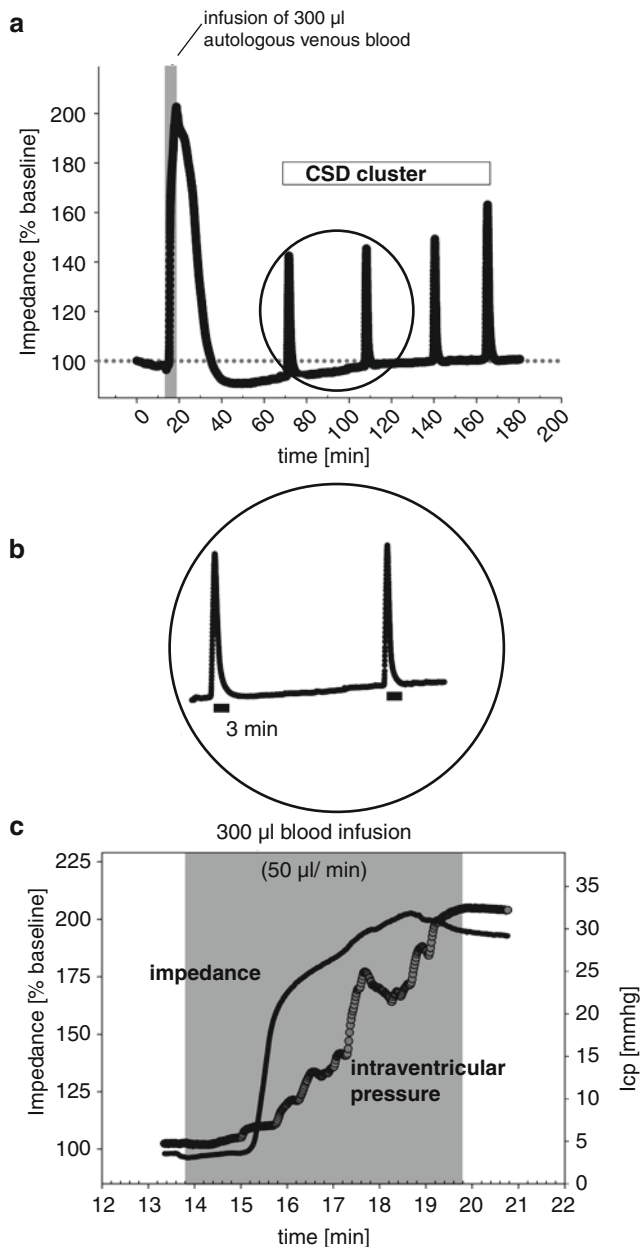 a
infusion of 300 µl
autologous venous blood
Impedance [% baseline]
200
180
160
140
120
100
CSD cluster
0 20 40 60 80 100 120 140 160 180 200
time [min]
b
3 min
c
300 µl blood infusion
(50 µl/ min)
Impedance [% baseline]
225
200
175
150
125
100
impedance
intraventricular
pressure
35
30
25
20
15
10
5
0
Icp [mmhg]
12 13 14 15 16 17 18 19 20 21 22
time [min]